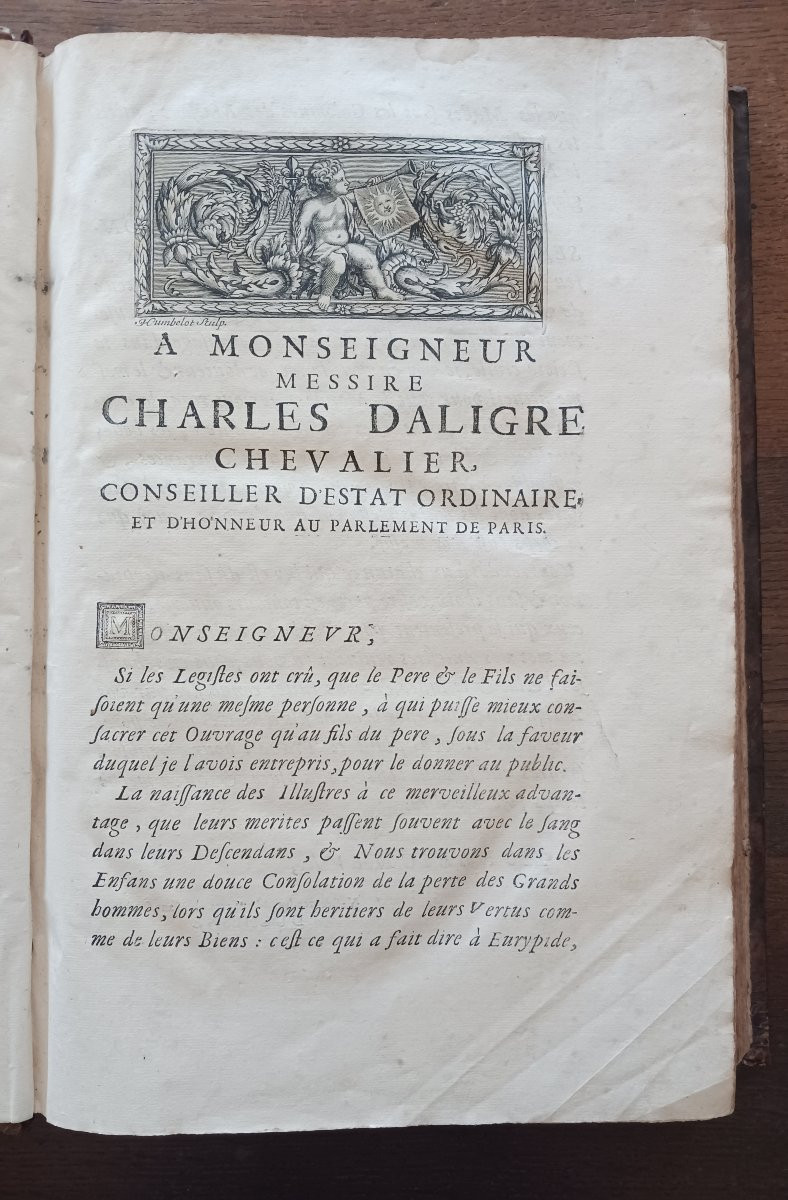 Humbelot Sculp.
A MONSEIGNEUR
MESSIRE
CHARLES DALIGRE
CHEVALIER,
CONSEILLER D'ESTAT ORDINAIRE,
ET D'HONNEUR AU PARLEMENT DE PARIS.
MONSEIGNEVR,
Si les Legiſtes ont crû, que le Pere & le Fils ne fai-
ſoient qu'une meſme perſonne, à qui puiſſe mieux con-
ſacrer cét Ouvrage qu'au fils du pere, ſous la faveur
duquel je l'avois entrepris, pour le donner au public.
La naiſſance des Illuſtres à ce merveilleux advan-
tage, que leurs merites paſſent ſouvent avec le ſang
dans leurs Deſcendans, & Nous trouvons dans les
Enfans une douce Conſolation de la perte des Grands
hommes, lors qu'ils ſont heritiers de leurs Vertus com-
me de leurs Biens : c'eſt ce qui a fait dire à Eurypide,